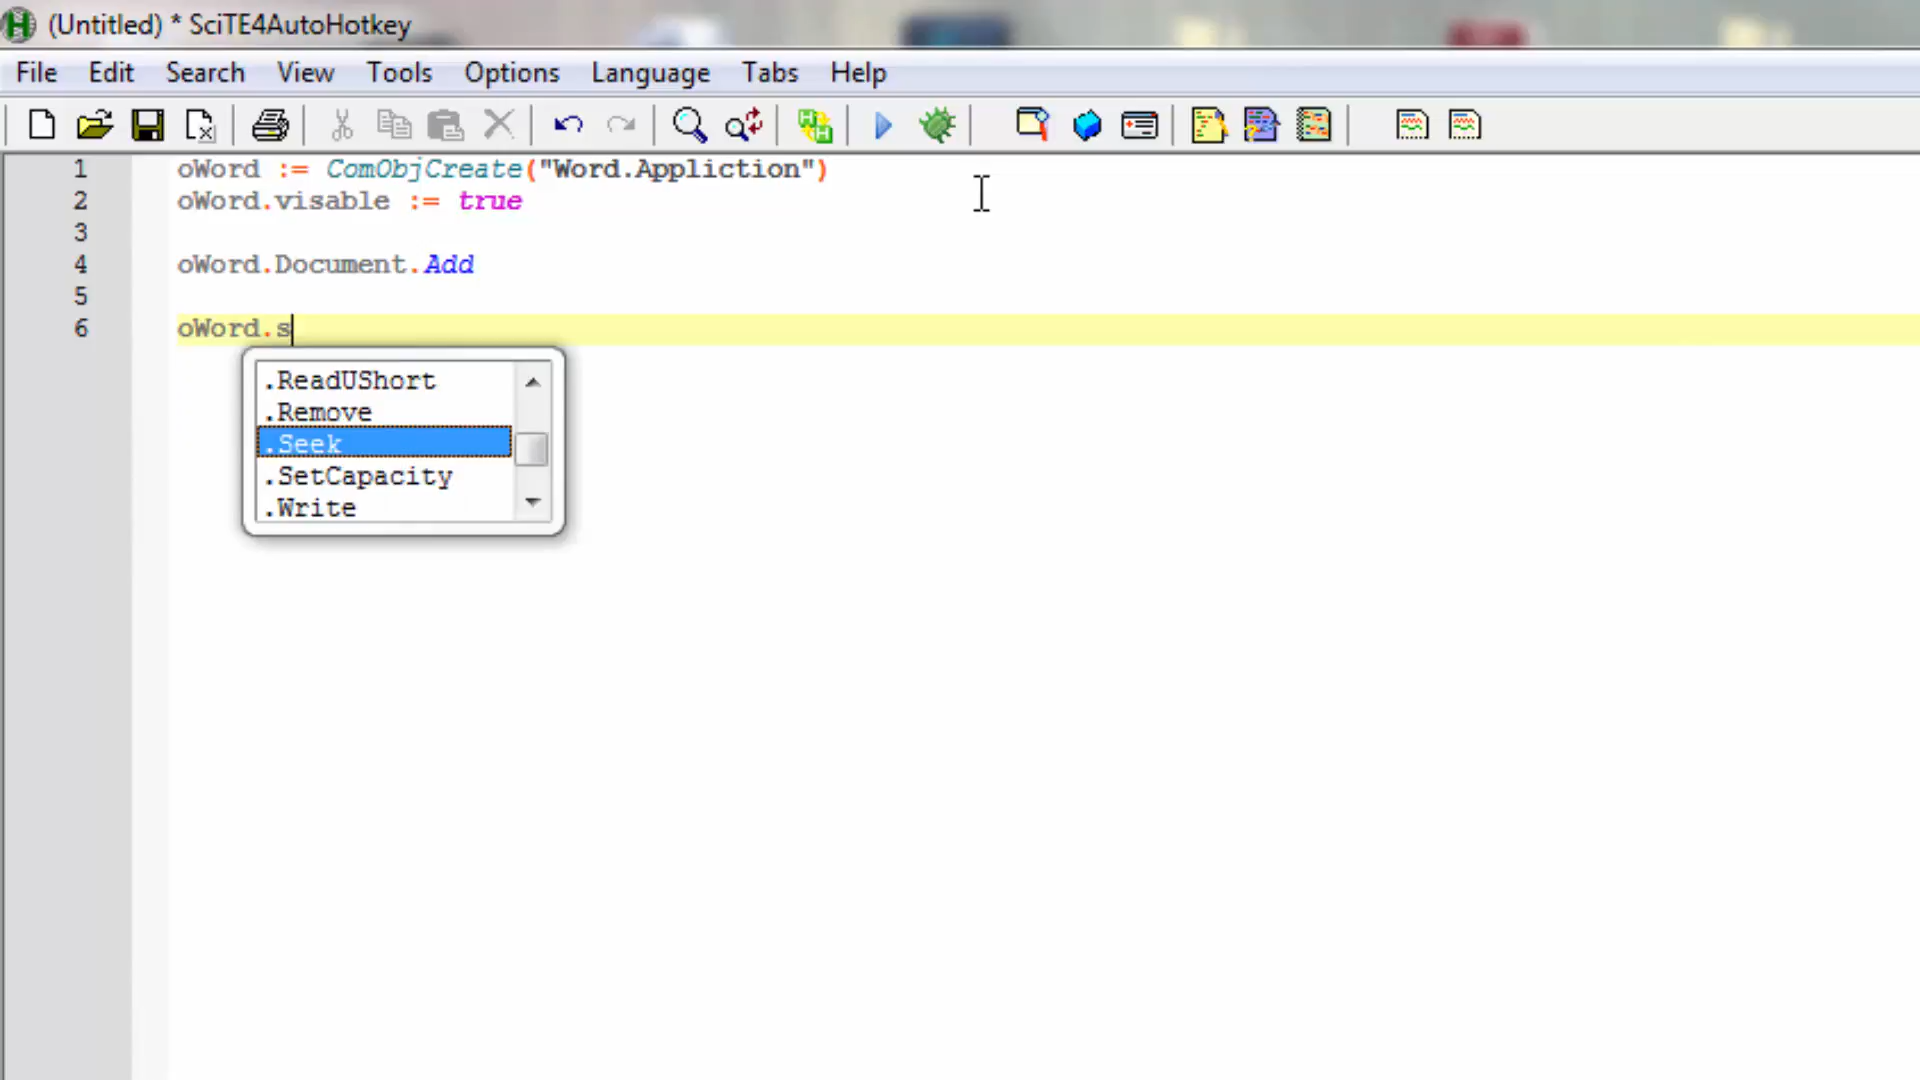 (Untitled) * SciTE4AutoHotkey
File Edit Search View Tools Options Language Tabs Help
1 oWord := ComObjCreate("Word.Appliction")
2 oWord.visable := true
3
4 oWord.Document.Add
5
6 oWord.s
.ReadUShort
.Remove
.Seek
.SetCapacity
.Write